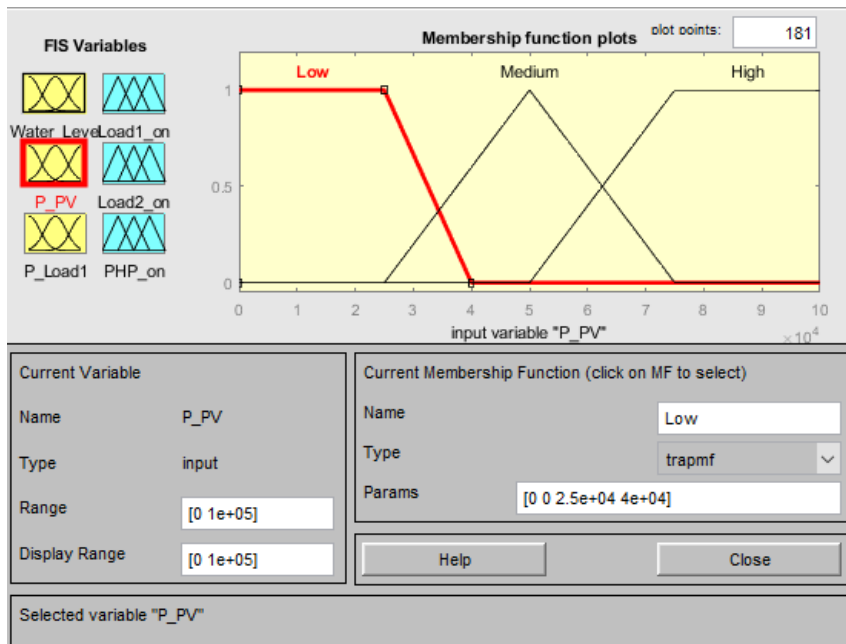 FIS Variables
Membership function plots
plot points:
181
Low
Medium
High
1
0.5
0
Water_Level
Load1_on
P_PV
Load2_on
P_Load1
PHP_on
0 1 2 3 4 5 6 7 8 9 10
input variable "P_PV"
×10⁴
Current Variable
Name P_PV
Type input
Range [0 1e+05]
Display Range [0 1e+05]
Current Membership Function (click on MF to select)
Name Low
Type trapmf
Params [0 0 2.5e+04 4e+04]
Help Close
Selected variable "P_PV"